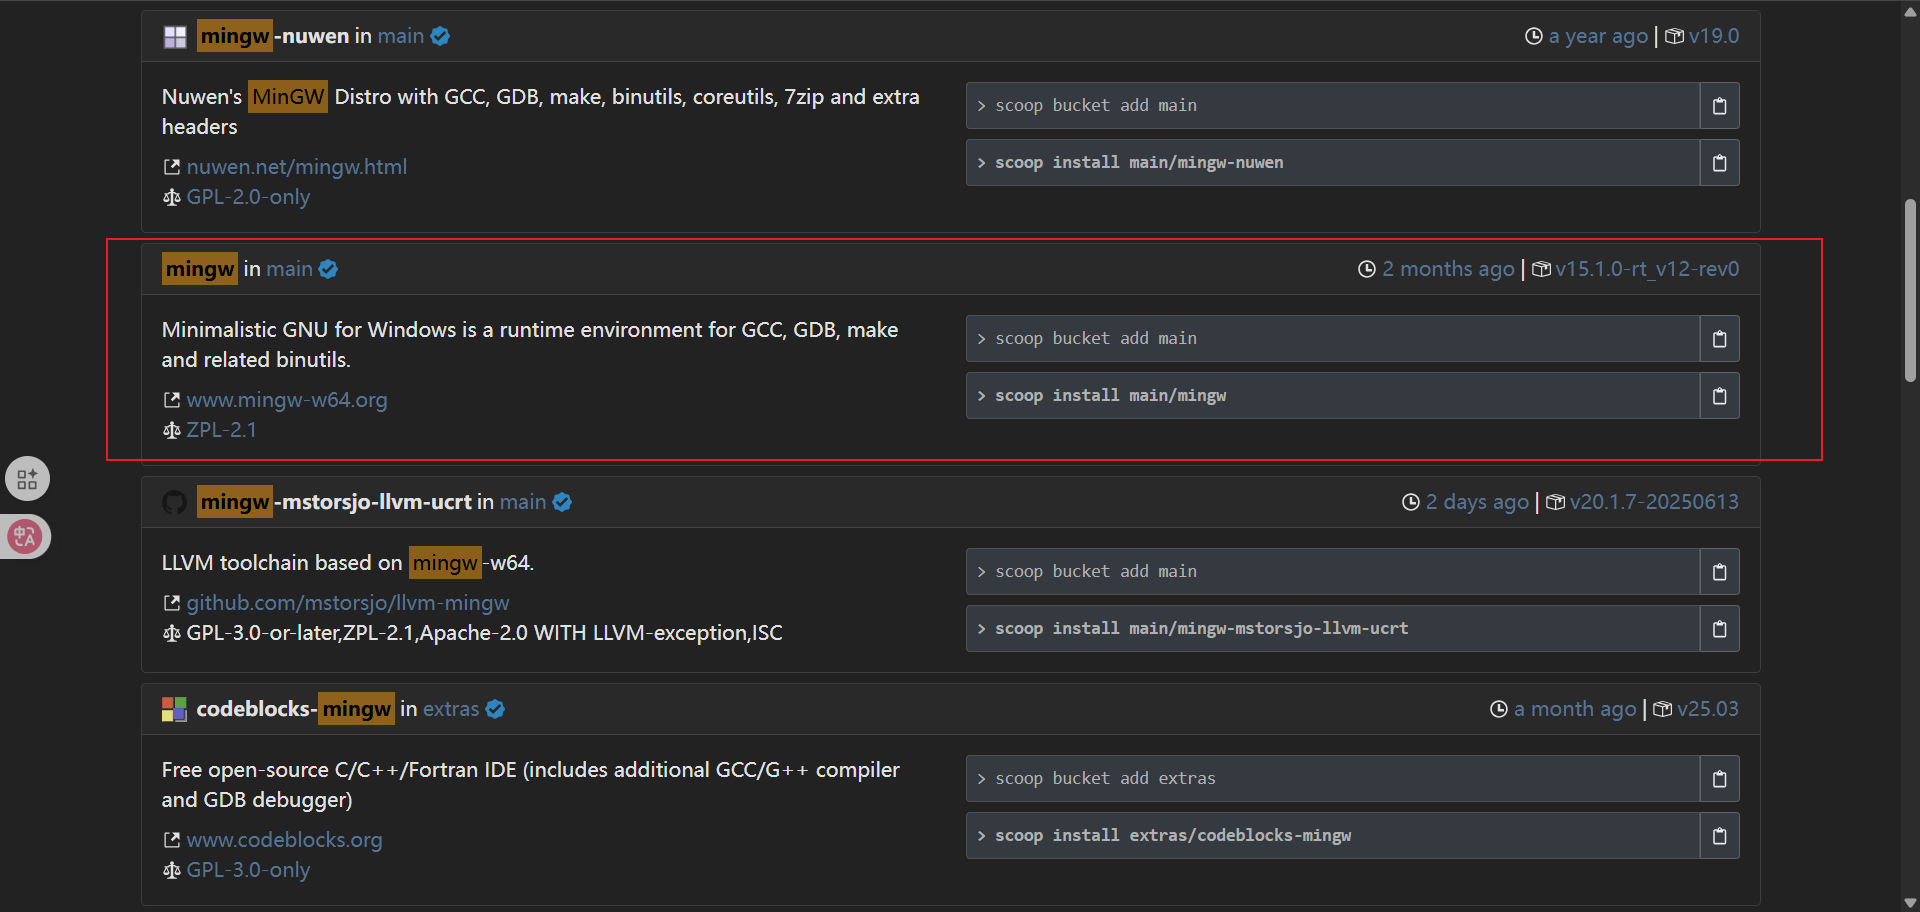 mingw-nuwen in main
a year ago | v19.0
Nuwen's MinGW Distro with GCC, GDB, make, binutils, coreutils, 7zip and extra
headers
nuwen.net/mingw.html
GPL-2.0-only
> scoop bucket add main
> scoop install main/mingw-nuwen
mingw in main
2 months ago | v15.1.0-rt_v12-rev0
Minimalistic GNU for Windows is a runtime environment for GCC, GDB, make
and related binutils.
www.mingw-w64.org
ZPL-2.1
> scoop bucket add main
> scoop install main/mingw
mingw-mstorsjo-llvm-ucrt in main
2 days ago | v20.1.7-20250613
LLVM toolchain based on mingw-w64.
github.com/mstorsjo/llvm-mingw
GPL-3.0-or-later,ZPL-2.1,Apache-2.0 WITH LLVM-exception,ISC
> scoop bucket add main
> scoop install main/mingw-mstorsjo-llvm-ucrt
codeblocks-mingw in extras
a month ago | v25.03
Free open-source C/C++/Fortran IDE (includes additional GCC/G++ compiler
and GDB debugger)
www.codeblocks.org
GPL-3.0-only
> scoop bucket add extras
> scoop install extras/codeblocks-mingw
中A